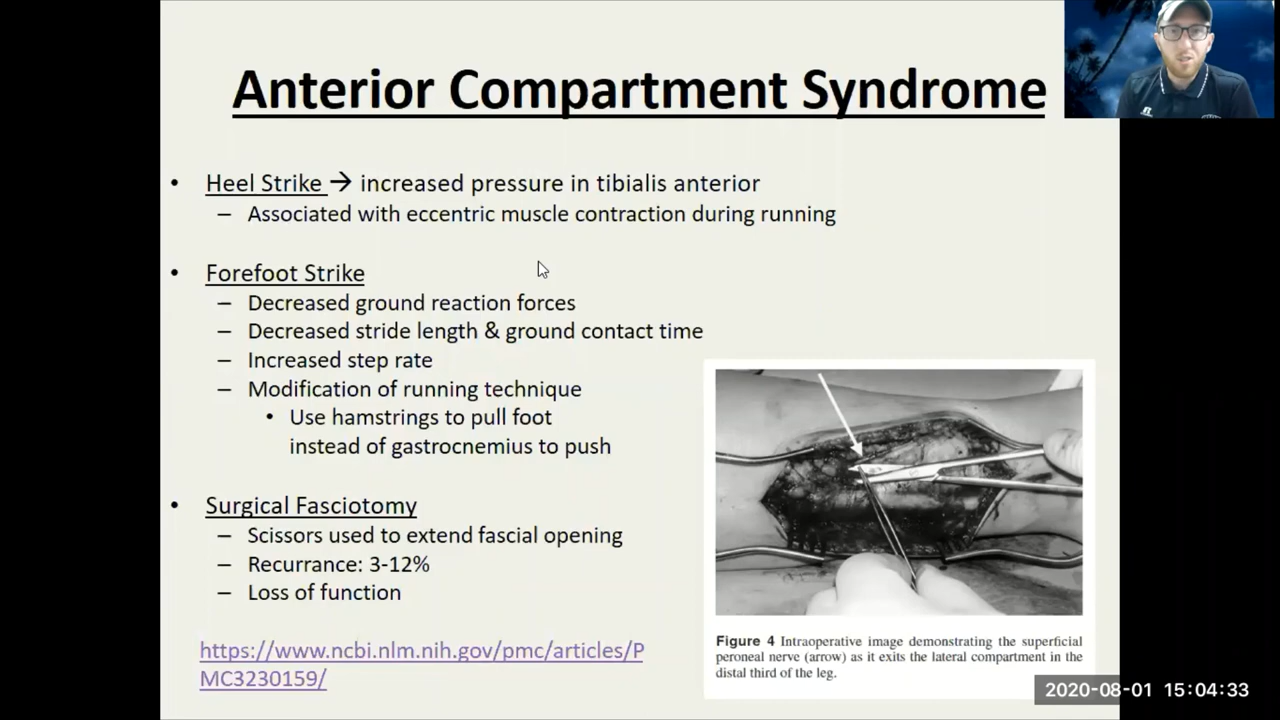 Anterior Compartment Syndrome
• Heel Strike → increased pressure in tibialis anterior
– Associated with eccentric muscle contraction during running
• Forefoot Strike
– Decreased ground reaction forces
– Decreased stride length & ground contact time
– Increased step rate
– Modification of running technique
• Use hamstrings to pull foot
instead of gastrocnemius to push
• Surgical Fasciotomy
– Scissors used to extend fascial opening
– Recurrance: 3-12%
– Loss of function
https://www.ncbi.nlm.nih.gov/pmc/articles/P
MC3230159/
Figure 4 Intraoperative image demonstrating the superficial
peroneal nerve (arrow) as it exits the lateral compartment in the
distal third of the leg.
2020-08-01 15:04:33